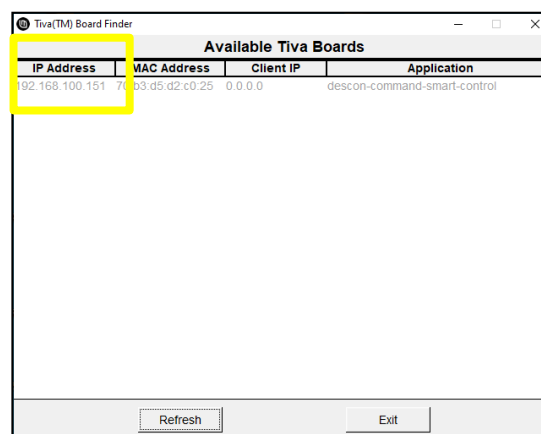 Tiva(TM) Board Finder
Available Tiva Boards
IP Address MAC Address Client IP Application
192.168.100.151 70:b3:d5:d2:c0:25 0.0.0.0 descon-command-smart-control
Refresh Exit